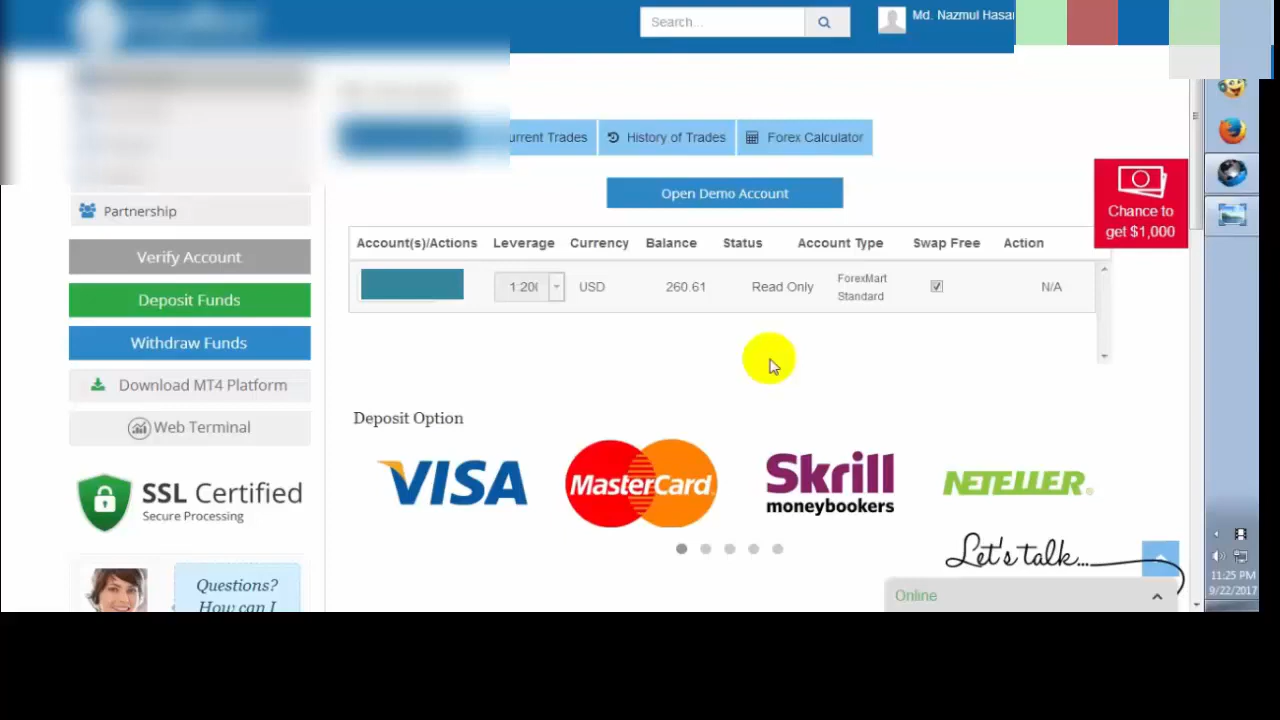 Search...
Md. Nazmul Hasan
urrent Trades
History of Trades
Forex Calculator
Open Demo Account
Chance to
get $1,000
Partnership
Verify Account
Deposit Funds
Withdraw Funds
Download MT4 Platform
Web Terminal
Account(s)/Actions Leverage Currency Balance Status Account Type Swap Free Action
1:20 USD 260.61 Read Only ForexMart N/A
Standard
Deposit Option
VISA
MasterCard
Skrill
moneybookers
NETELLER
SSL Certified
Secure Processing
Questions?
How can I
Let's talk...
Online
11:25 PM
9/22/2017